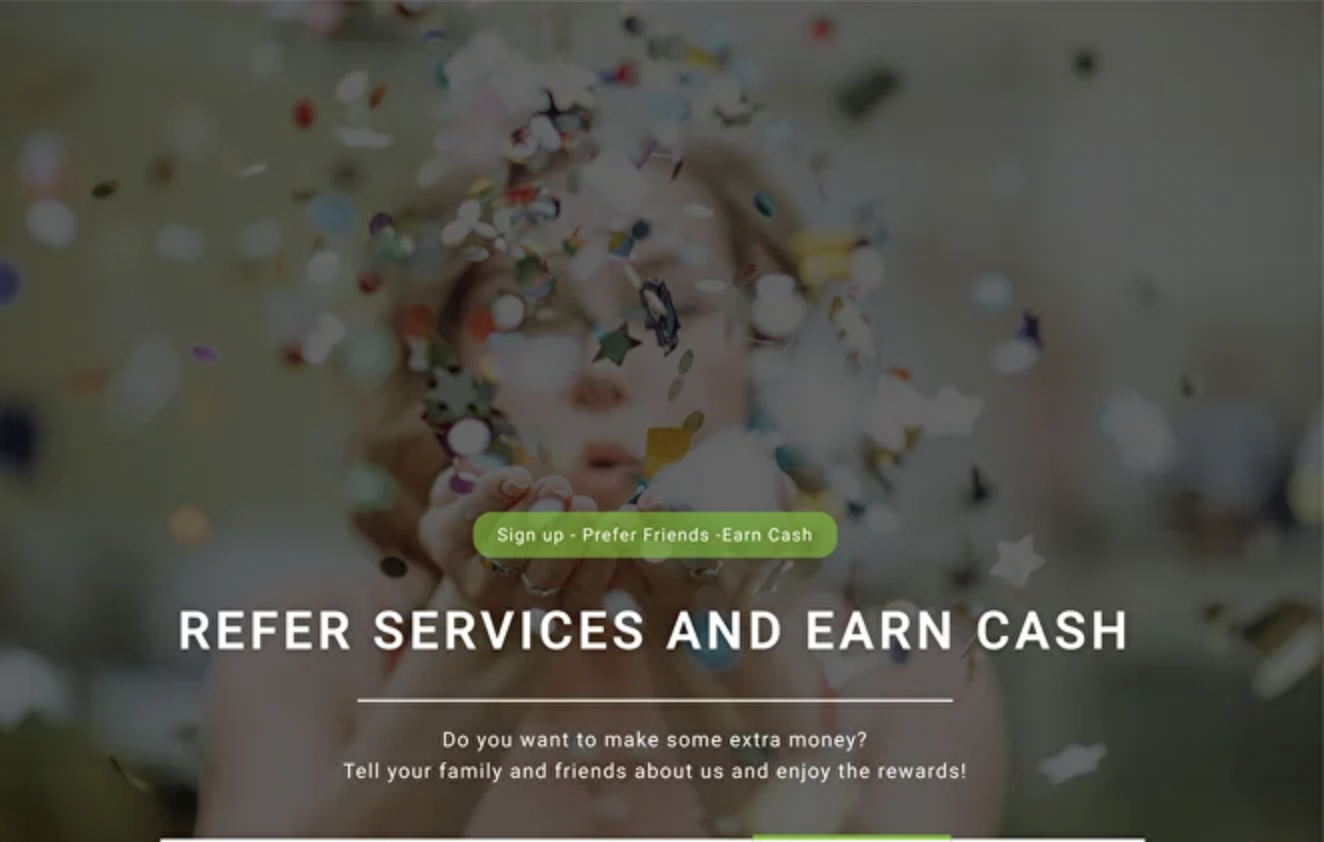 Sign up - Prefer Friends -Earn Cash
REFER SERVICES AND EARN CASH
Do you want to make some extra money?
Tell your family and friends about us and enjoy the rewards!